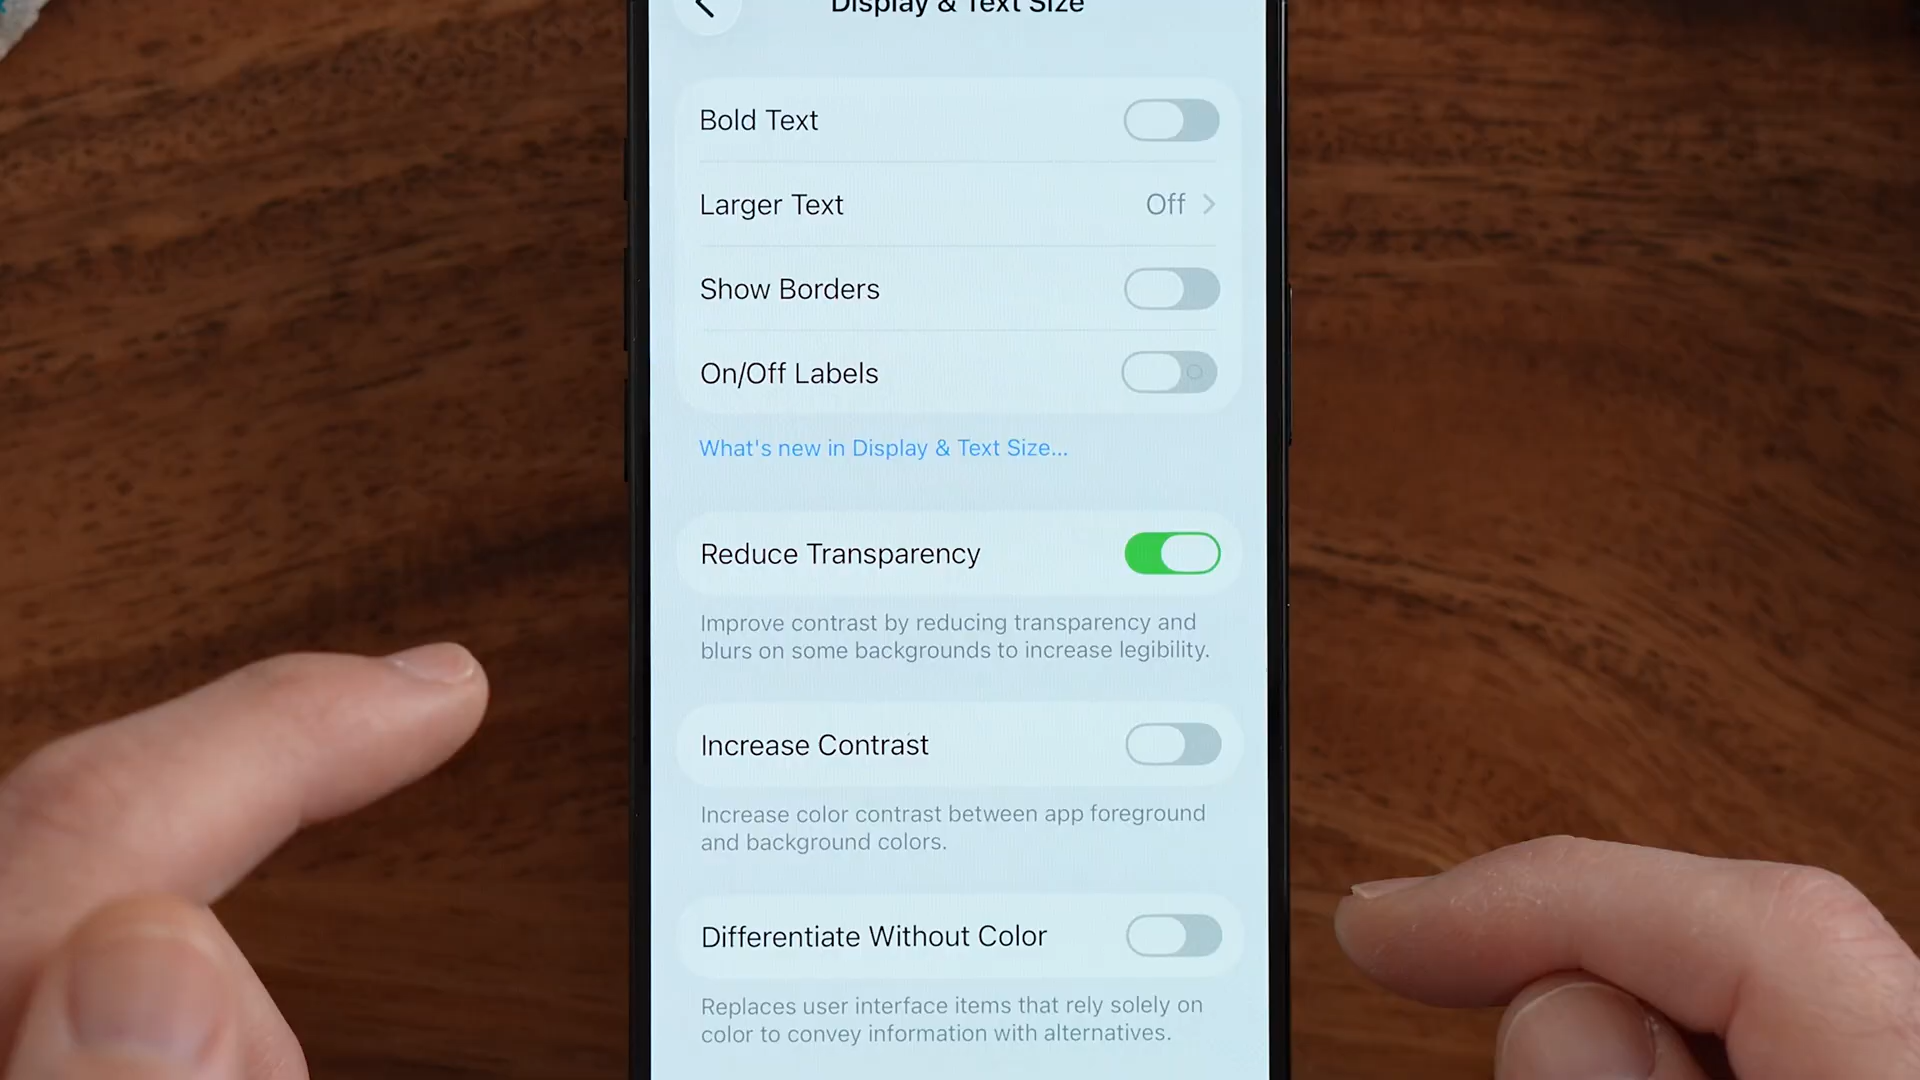 Display & Text Size
Bold Text
Larger Text
Off
Show Borders
On/Off Labels
What's new in Display & Text Size...
Reduce Transparency
Improve contrast by reducing transparency and
blurs on some backgrounds to increase legibility.
Increase Contrast
Increase color contrast between app foreground
and background colors.
Differentiate Without Color
Replaces user interface items that rely solely on
color to convey information with alternatives.